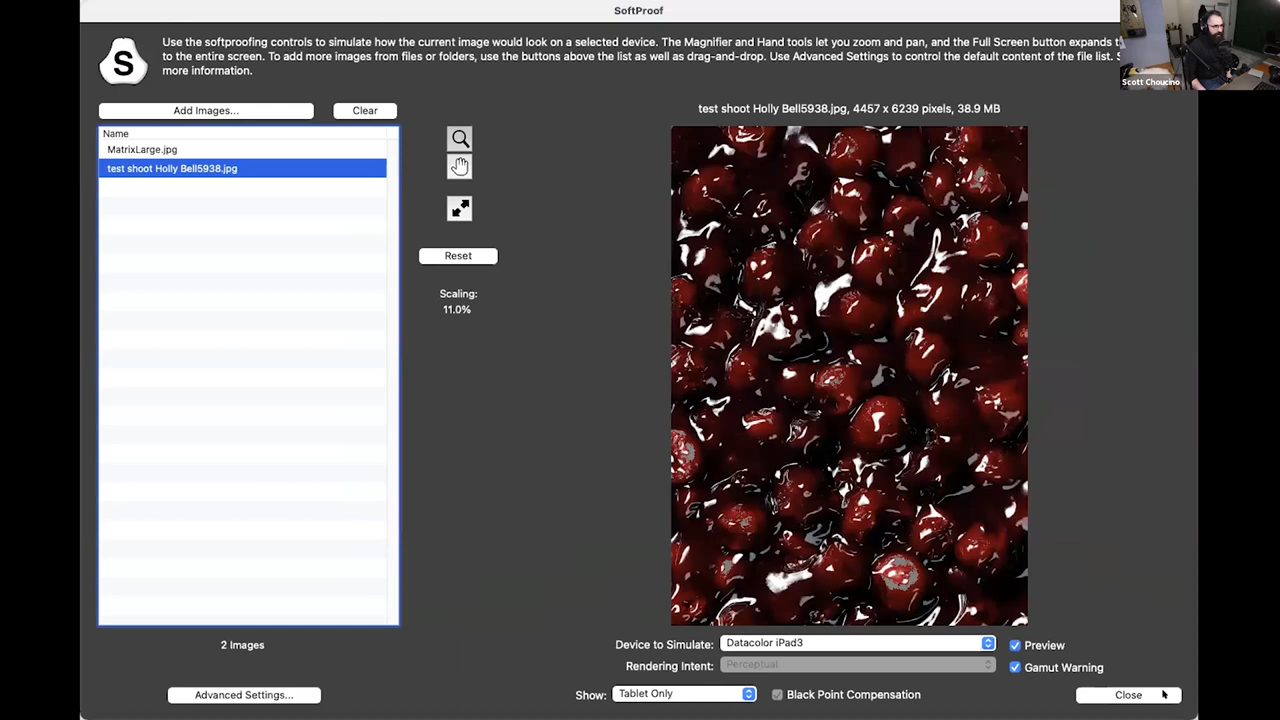 SoftProof
Use the softproofing controls to simulate how the current image would look on a selected device. The Magnifier and Hand tools let you zoom and pan, and the Full Screen button expands
to the entire screen. To add more images from files or folders, use the buttons above the list as well as drag-and-drop. Use Advanced Settings to control the default content of the file list.
more information.
S
Scott Choucino
Add Images...
Clear
test shoot Holly Bell5938.jpg, 4457 x 6239 pixels, 38.9 MB
Name
MatrixLarge.jpg
test shoot Holly Bell5938.jpg
Reset
Scaling:
11.0%
2 Images
Device to Simulate: Datacolor iPad3
Preview
Rendering Intent: Perceptual
Gamut Warning
Advanced Settings...
Show: Tablet Only
Black Point Compensation
Close